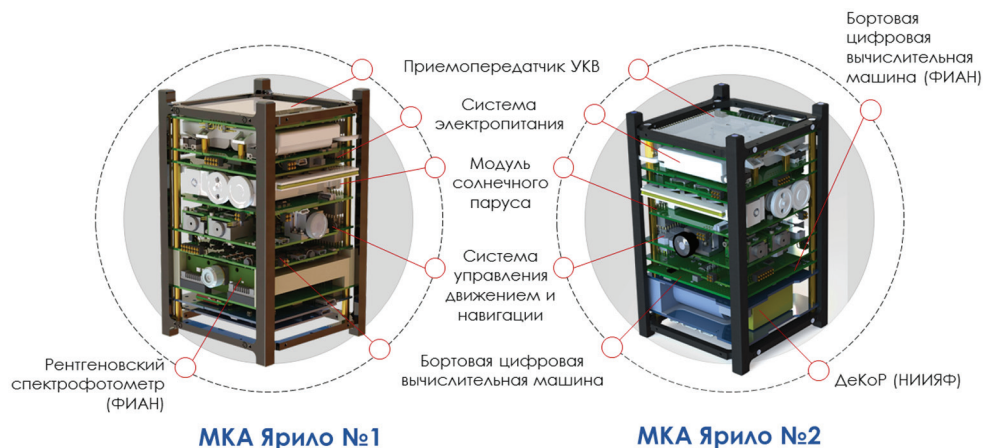 Приемопередатчик УКВ
Система
электропитания
Модуль
солнечного
паруса
Система
управления
движением и
навигации
Бортовая цифровая
вычислительная машина
Рентгеновский
спектрофотометр
(ФИАН)
МКА Ярило №1
Бортовая
цифровая
вычислительная
машина (ФИАН)
ДеКоР (НИИЯФ)
МКА Ярило №2